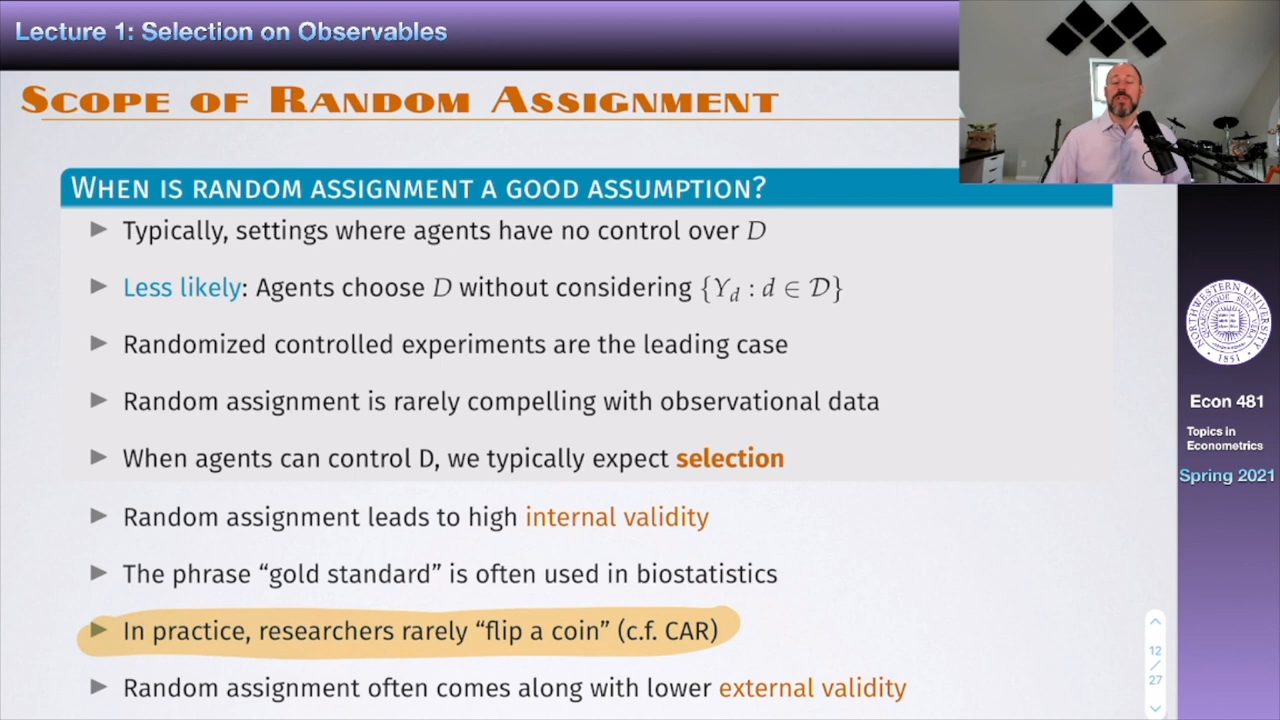 Lecture 1: Selection on Observables
SCOPE OF RANDOM ASSIGNMENT
WHEN IS RANDOM ASSIGNMENT A GOOD ASSUMPTION?
▶ Typically, settings where agents have no control over D
▶ Less likely: Agents choose D without considering {Y_d : d ∈ 𝒟}
▶ Randomized controlled experiments are the leading case
▶ Random assignment is rarely compelling with observational data
▶ When agents can control D, we typically expect selection
▶ Random assignment leads to high internal validity
▶ The phrase “gold standard” is often used in biostatistics
▶ In practice, researchers rarely “flip a coin” (c.f. CAR)
▶ Random assignment often comes along with lower external validity
NORTHWESTERN UNIVERSITY
1851
Econ 481
Topics in
Econometrics
Spring 2021
12
/
27